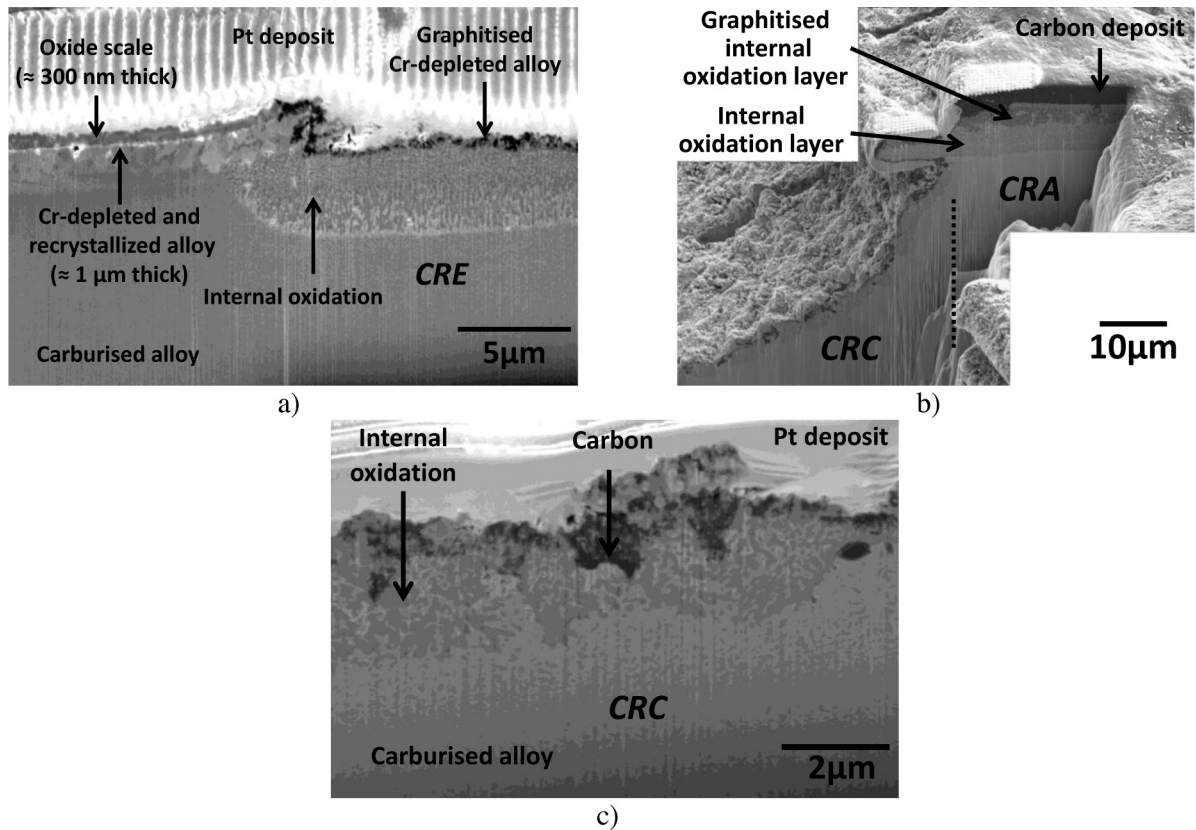 Oxide scale
(≈ 300 nm thick)
Pt deposit
Graphitised
Cr-depleted alloy
Cr-depleted and
recrystallized alloy
(≈ 1 µm thick)
Internal oxidation
CRE
Carburised alloy
5µm
a)
Graphitised
internal
oxidation layer
Carbon deposit
Internal
oxidation layer
CRA
CRC
10µm
b)
Internal
oxidation
Carbon
Pt deposit
CRC
Carburised alloy
2µm
c)